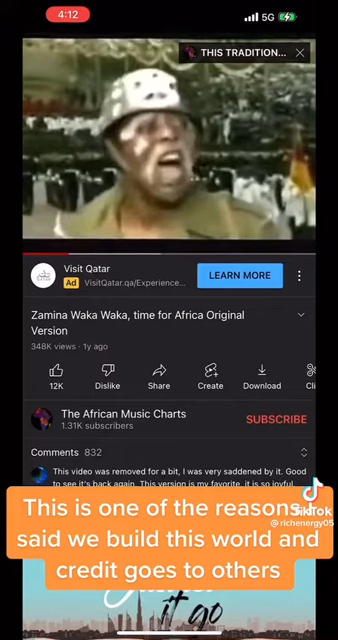 4:12
5G
THIS TRADITION...
Visit Qatar
Ad VisitQatar.qa/Experience...
LEARN MORE
Zamina Waka Waka, time for Africa Original
Version
348K views · 1y ago
12K
Dislike
Share
Create
Download
Cli
The African Music Charts
1.31K subscribers
SUBSCRIBE
Comments 832
This video was removed for a bit, I was very saddened by it. Good
to see it's back again. This version is my favorite, it is so joyful
This is one of the reasons I
said we build this world and
credit goes to others
TikTok
@richenergy05
it go